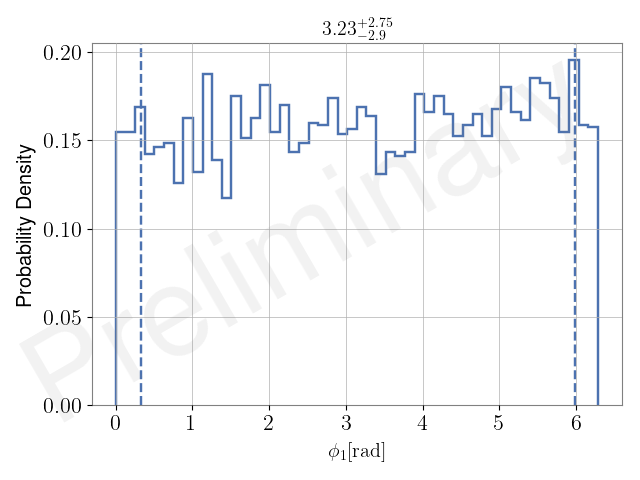 3.23^{+2.75}_{-2.9}
Probability Density
0.20
0.15
0.10
0.05
0.00
0 1 2 3 4 5 6
ϕ₁[rad]
Preliminary